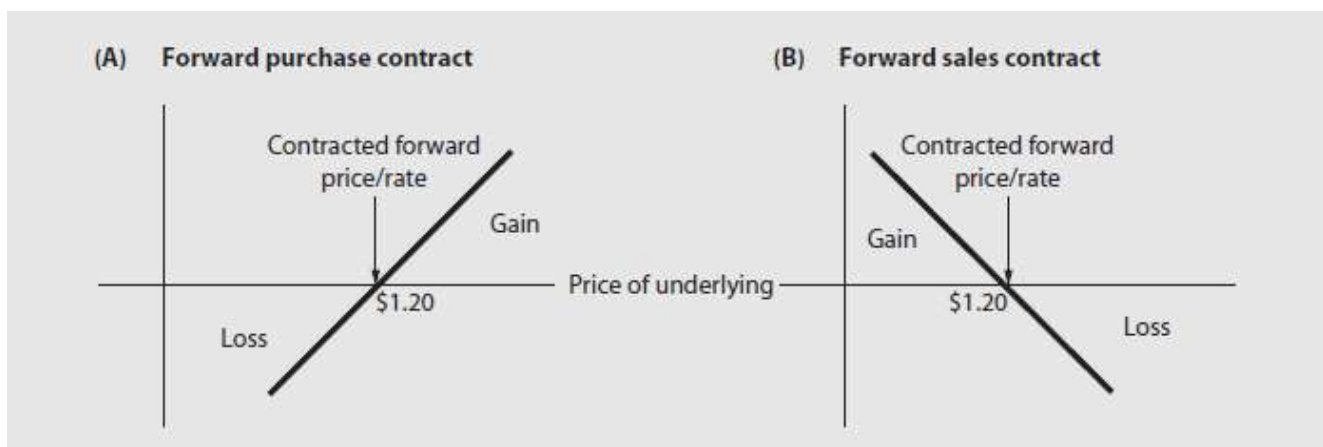 (A) Forward purchase contract
Contracted forward
price/rate
Gain
$1.20
Loss
Price of underlying
(B) Forward sales contract
Contracted forward
price/rate
Gain
$1.20
Loss